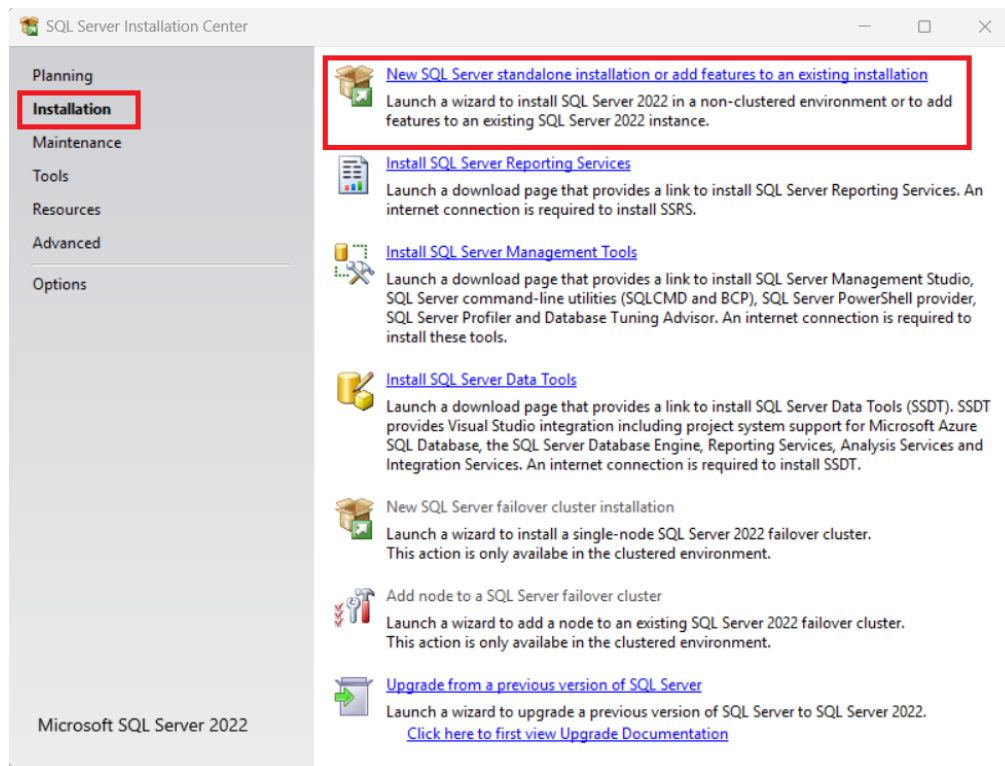 SQL Server Installation Center
Planning
Installation
Maintenance
Tools
Resources
Advanced
Options
Microsoft SQL Server 2022
New SQL Server standalone installation or add features to an existing installation
Launch a wizard to install SQL Server 2022 in a non-clustered environment or to add
features to an existing SQL Server 2022 instance.
Install SQL Server Reporting Services
Launch a download page that provides a link to install SQL Server Reporting Services. An
internet connection is required to install SSRS.
Install SQL Server Management Tools
Launch a download page that provides a link to install SQL Server Management Studio,
SQL Server command-line utilities (SQLCMD and BCP), SQL Server PowerShell provider,
SQL Server Profiler and Database Tuning Advisor. An internet connection is required to
install these tools.
Install SQL Server Data Tools
Launch a download page that provides a link to install SQL Server Data Tools (SSDT). SSDT
provides Visual Studio integration including project system support for Microsoft Azure
SQL Database, the SQL Server Database Engine, Reporting Services, Analysis Services and
Integration Services. An internet connection is required to install SSDT.
New SQL Server failover cluster installation
Launch a wizard to install a single-node SQL Server 2022 failover cluster.
This action is only availabe in the clustered environment.
Add node to a SQL Server failover cluster
Launch a wizard to add a node to an existing SQL Server 2022 failover cluster.
This action is only availabe in the clustered environment.
Upgrade from a previous version of SQL Server
Launch a wizard to upgrade a previous version of SQL Server to SQL Server 2022.
Click here to first view Upgrade Documentation